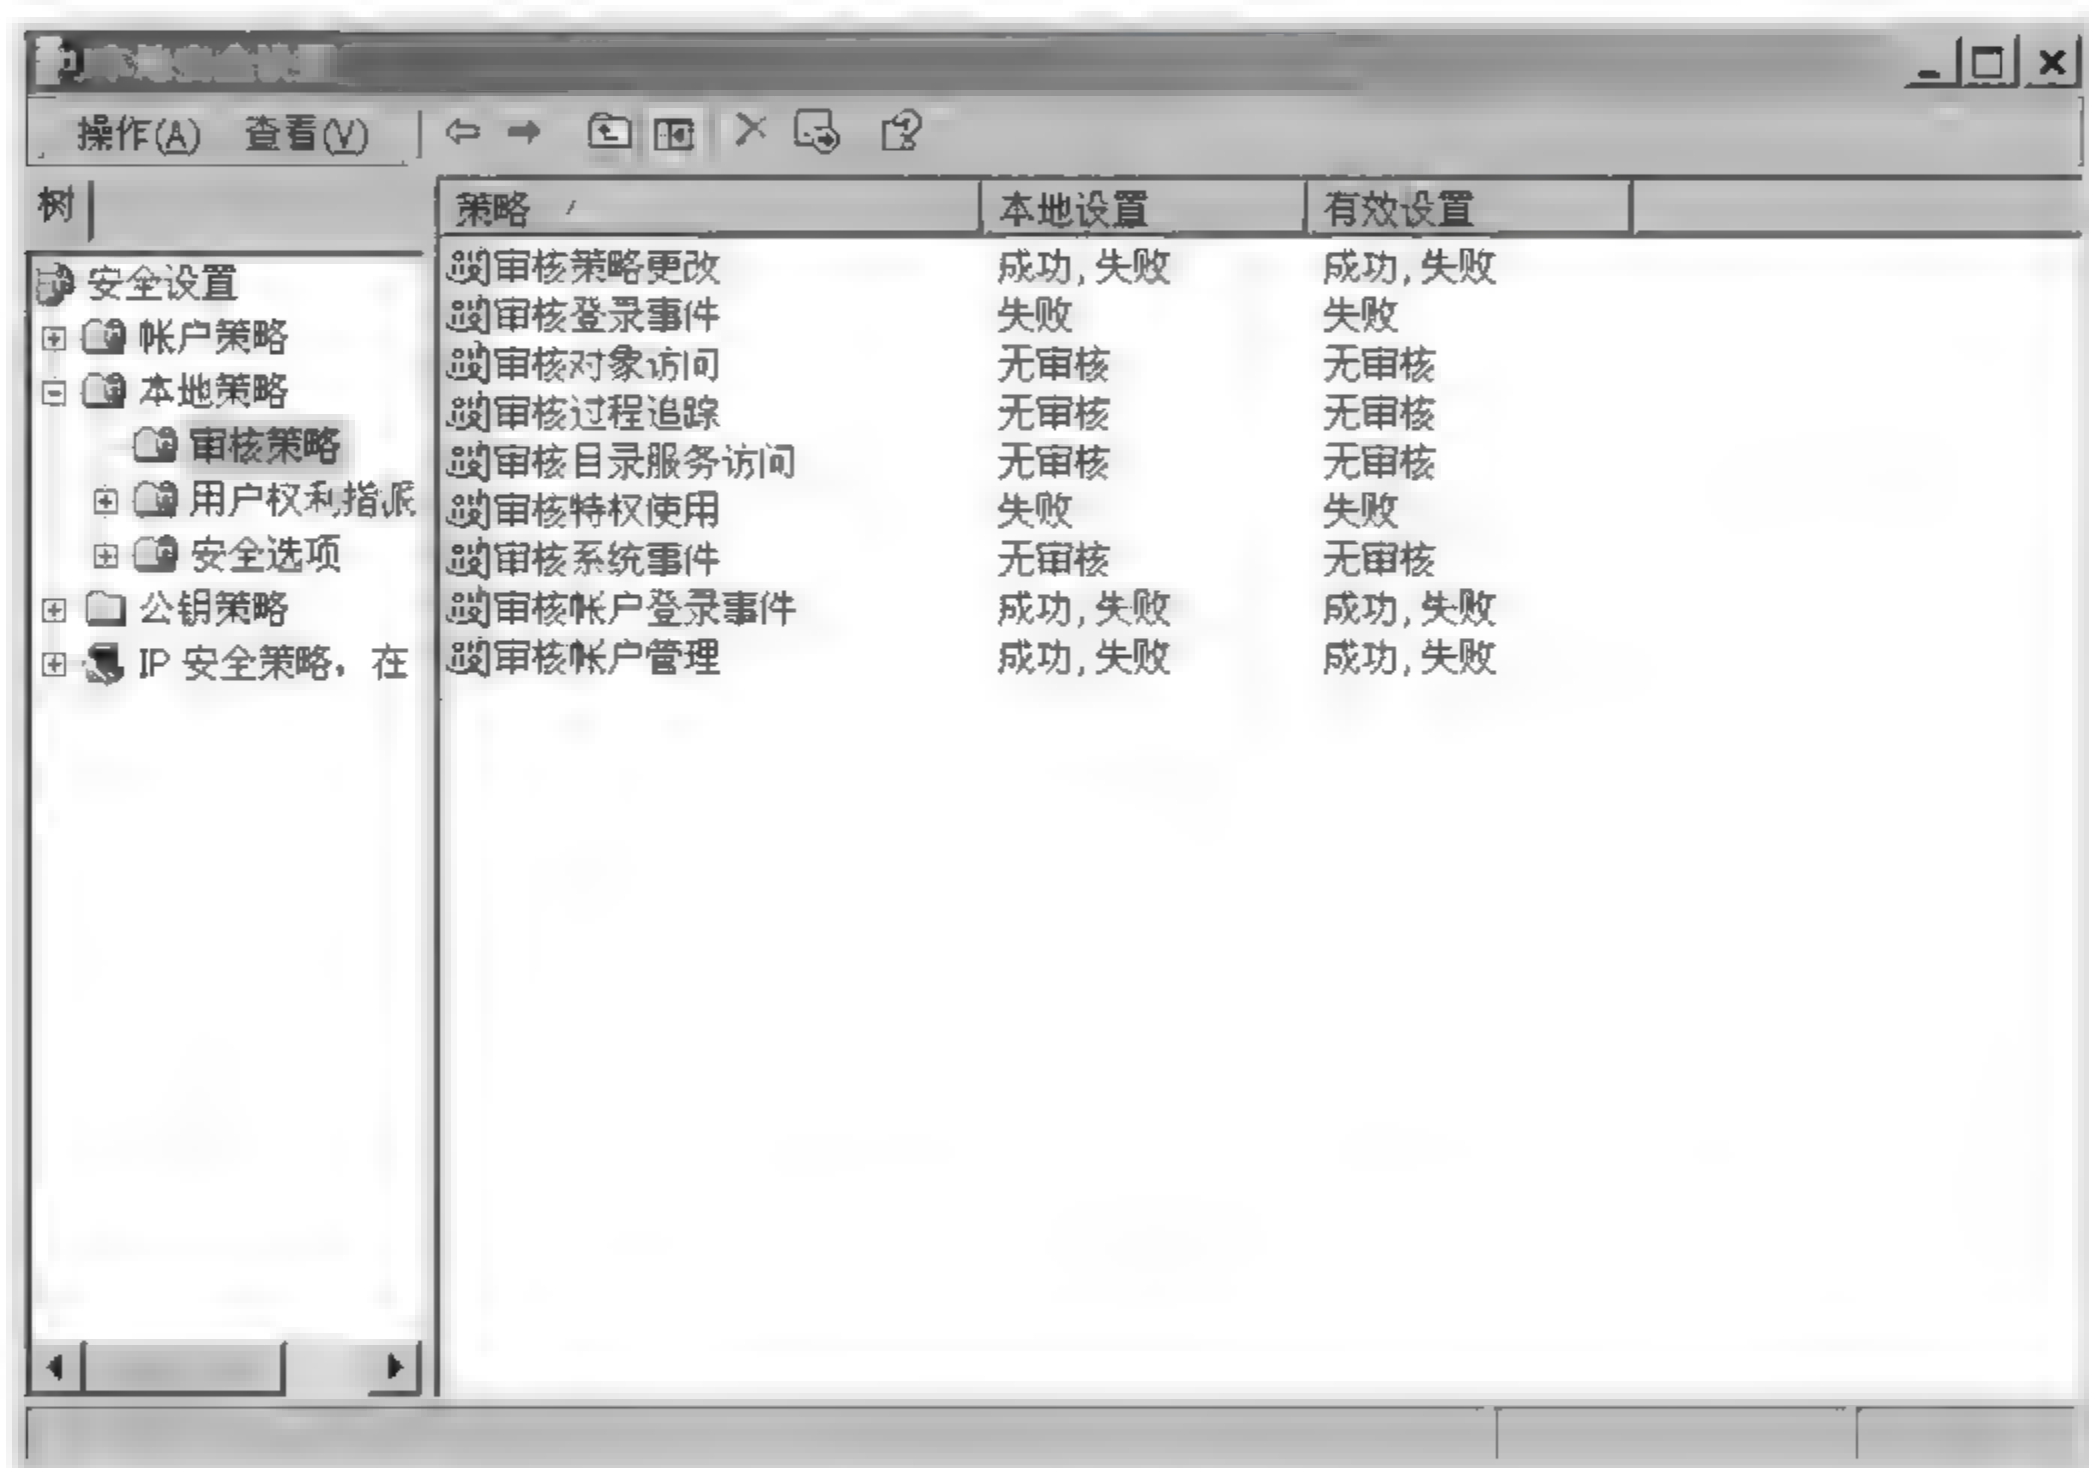 本地安全设置
操作(A) 查看(V)
树
策略 本地设置 有效设置
安全设置
帐户策略
本地策略
审核策略
用户权利指派
安全选项
公钥策略
IP 安全策略，在
审核策略更改 成功, 失败 成功, 失败
审核登录事件 失败 失败
审核对象访问 无审核 无审核
审核过程追踪 无审核 无审核
审核目录服务访问 无审核 无审核
审核特权使用 失败 失败
审核系统事件 无审核 无审核
审核帐户登录事件 成功, 失败 成功, 失败
审核帐户管理 成功, 失败 成功, 失败